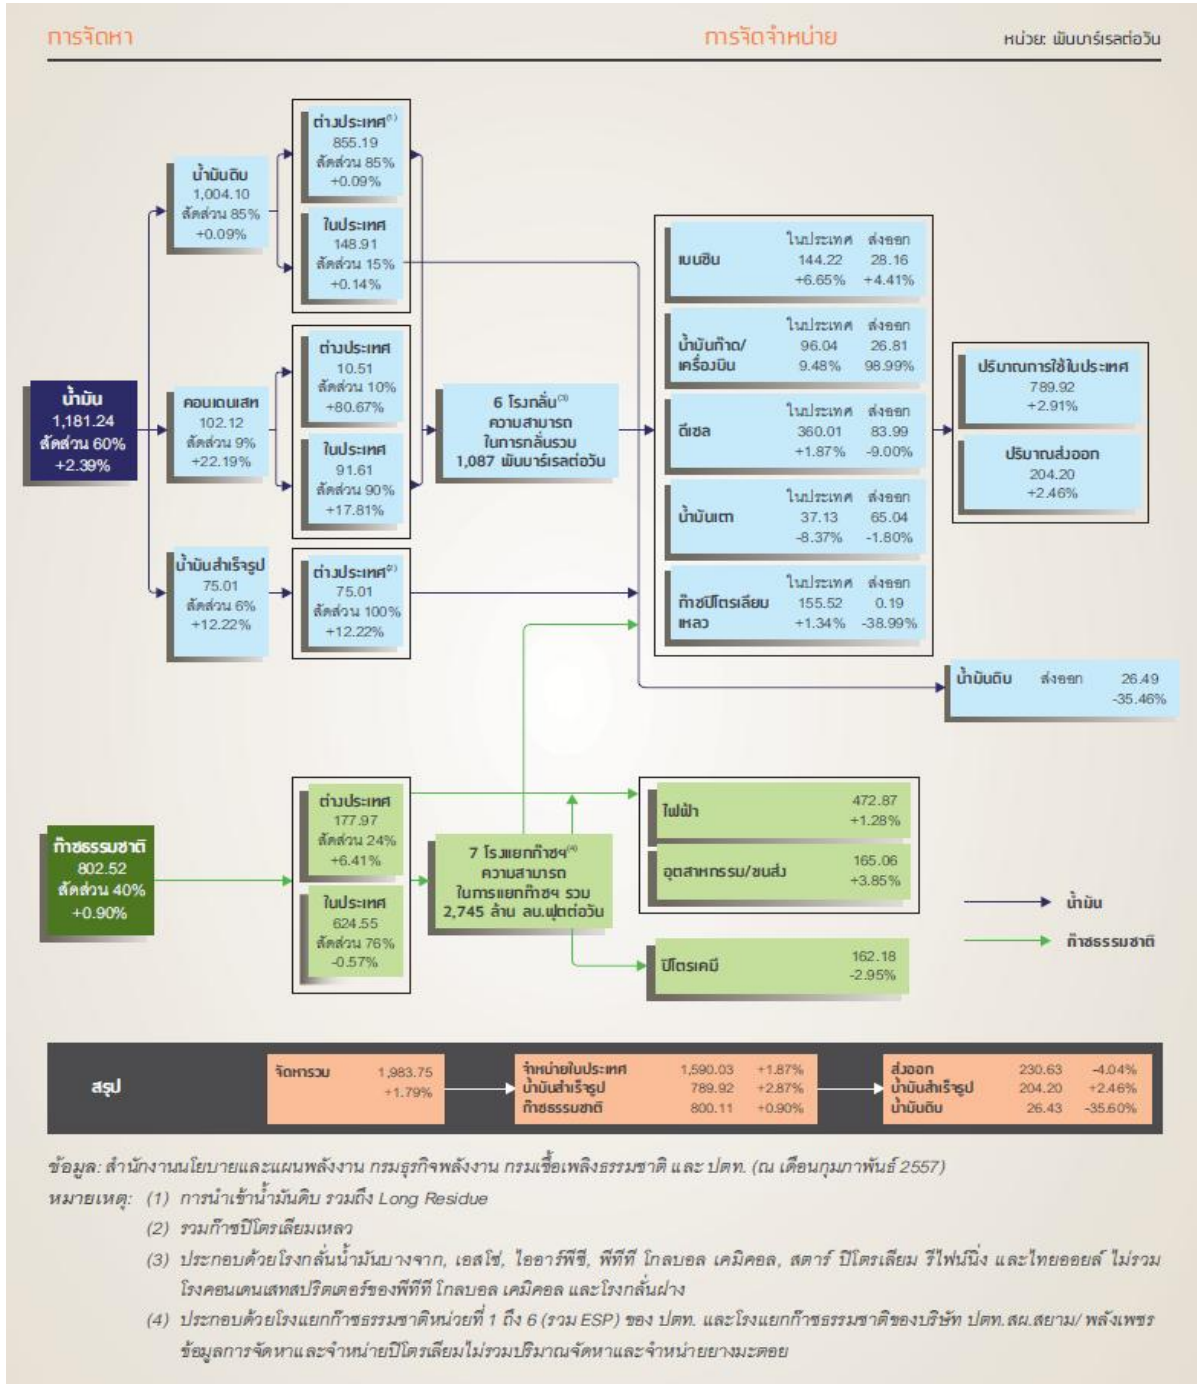 การจัดหา
การจัดจำหน่าย
หน่วย: พันบาร์เรลต่อวัน
น้ำมัน
1,181.24
สัดส่วน 60%
+2.39%
น้ำมันดิบ
1,004.10
สัดส่วน 85%
+0.09%
ต่างประเทศ(1)
855.19
สัดส่วน 85%
+0.09%
ในประเทศ
148.91
สัดส่วน 15%
+0.14%
คอนเดนเสท
102.12
สัดส่วน 9%
+22.19%
ต่างประเทศ
10.51
สัดส่วน 10%
+80.67%
ในประเทศ
91.61
สัดส่วน 90%
+17.81%
น้ำมันสำเร็จรูป
75.01
สัดส่วน 6%
+12.22%
ต่างประเทศ(2)
75.01
สัดส่วน 100%
+12.22%
6 โรงกลั่น(3)
ความสามารถ
ในการกลั่นรวม
1,087 พันบาร์เรลต่อวัน
ในประเทศ ส่งออก
เบนซิน 144.22 28.16
+6.65% +4.41%
ในประเทศ ส่งออก
น้ำมันก๊าด/ 96.04 26.81
เครื่องบิน 9.48% 98.99%
ในประเทศ ส่งออก
ดีเซล 360.01 83.99
+1.87% -9.00%
ในประเทศ ส่งออก
น้ำมันเตา 37.13 65.04
-8.37% -1.80%
ในประเทศ ส่งออก
ก๊าซปิโตรเลียม 155.52 0.19
เหลว +1.34% -38.99%
ปริมาณการใช้ในประเทศ
789.92
+2.91%
ปริมาณส่งออก
204.20
+2.46%
น้ำมันดิบ ส่งออก 26.49
-35.46%
ก๊าซธรรมชาติ
802.52
สัดส่วน 40%
+0.90%
ต่างประเทศ
177.97
สัดส่วน 24%
+6.41%
ในประเทศ
624.55
สัดส่วน 76%
-0.57%
7 โรงแยกก๊าซฯ(4)
ความสามารถ
ในการแยกก๊าซฯ รวม
2,745 ล้าน ลบ.ฟุตต่อวัน
ไฟฟ้า 472.87
+1.28%
อุตสาหกรรม/ขนส่ง 165.06
+3.85%
ปิโตรเคมี 162.18
-2.95%
น้ำมัน
ก๊าซธรรมชาติ
สรุป
จัดหารวม 1,983.75
+1.79%
จำหน่ายในประเทศ 1,590.03 +1.87%
น้ำมันสำเร็จรูป 789.92 +2.87%
ก๊าซธรรมชาติ 800.11 +0.90%
ส่งออก 230.63 -4.04%
น้ำมันสำเร็จรูป 204.20 +2.46%
น้ำมันดิบ 26.43 -35.60%
ข้อมูล: สำนักงานนโยบายและแผนพลังงาน กรมธุรกิจพลังงาน กรมเชื้อเพลิงธรรมชาติ และ ปตท. (ณ เดือนกุมภาพันธ์ 2557)
หมายเหตุ: (1) การนำเข้าน้ำมันดิบ รวมถึง Long Residue
(2) รวมก๊าซปิโตรเลียมเหลว
(3) ประกอบด้วยโรงกลั่นน้ำมันบางจาก, เอสโซ่, ไออาร์พีซี, พีทีที โกลบอล เคมิคอล, สตาร์ ปิโตรเลียม รีไฟน์นิ่ง และไทยออยล์ ไม่รวม
โรงคอนเดนเสทสปริตเตอร์ของพีทีที โกลบอล เคมิคอล และโรงกลั่นฝาง
(4) ประกอบด้วยโรงแยกก๊าซธรรมชาติหน่วยที่ 1 ถึง 6 (รวม ESP) ของ ปตท. และโรงแยกก๊าซธรรมชาติของบริษัท ปตท.สผ.สยาม/ พลังเพชร
ข้อมูลการจัดหาและจำหน่ายปิโตรเลียมไม่รวมปริมาณจัดหาและจำหน่ายยางมะตอย